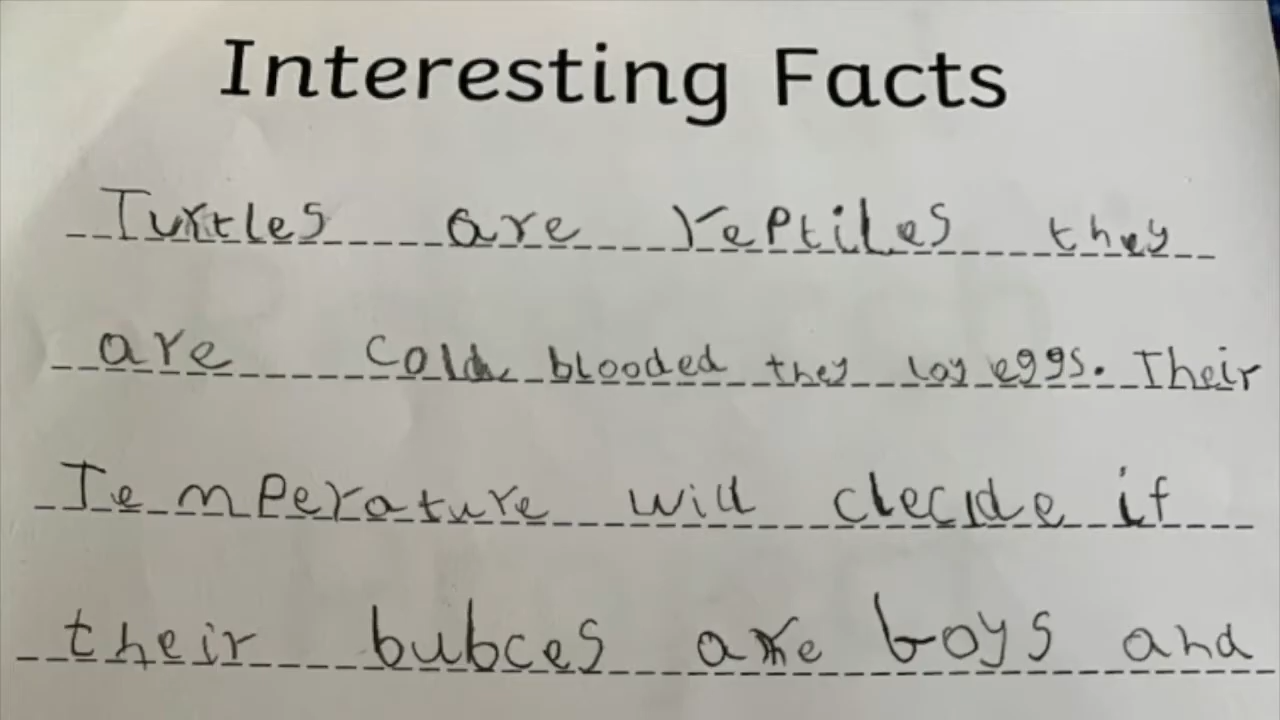 Interesting Facts
Turtles are reptiles they
are cold blooded they lay eggs. Their
Temperature will decide if
their bubces are boys and